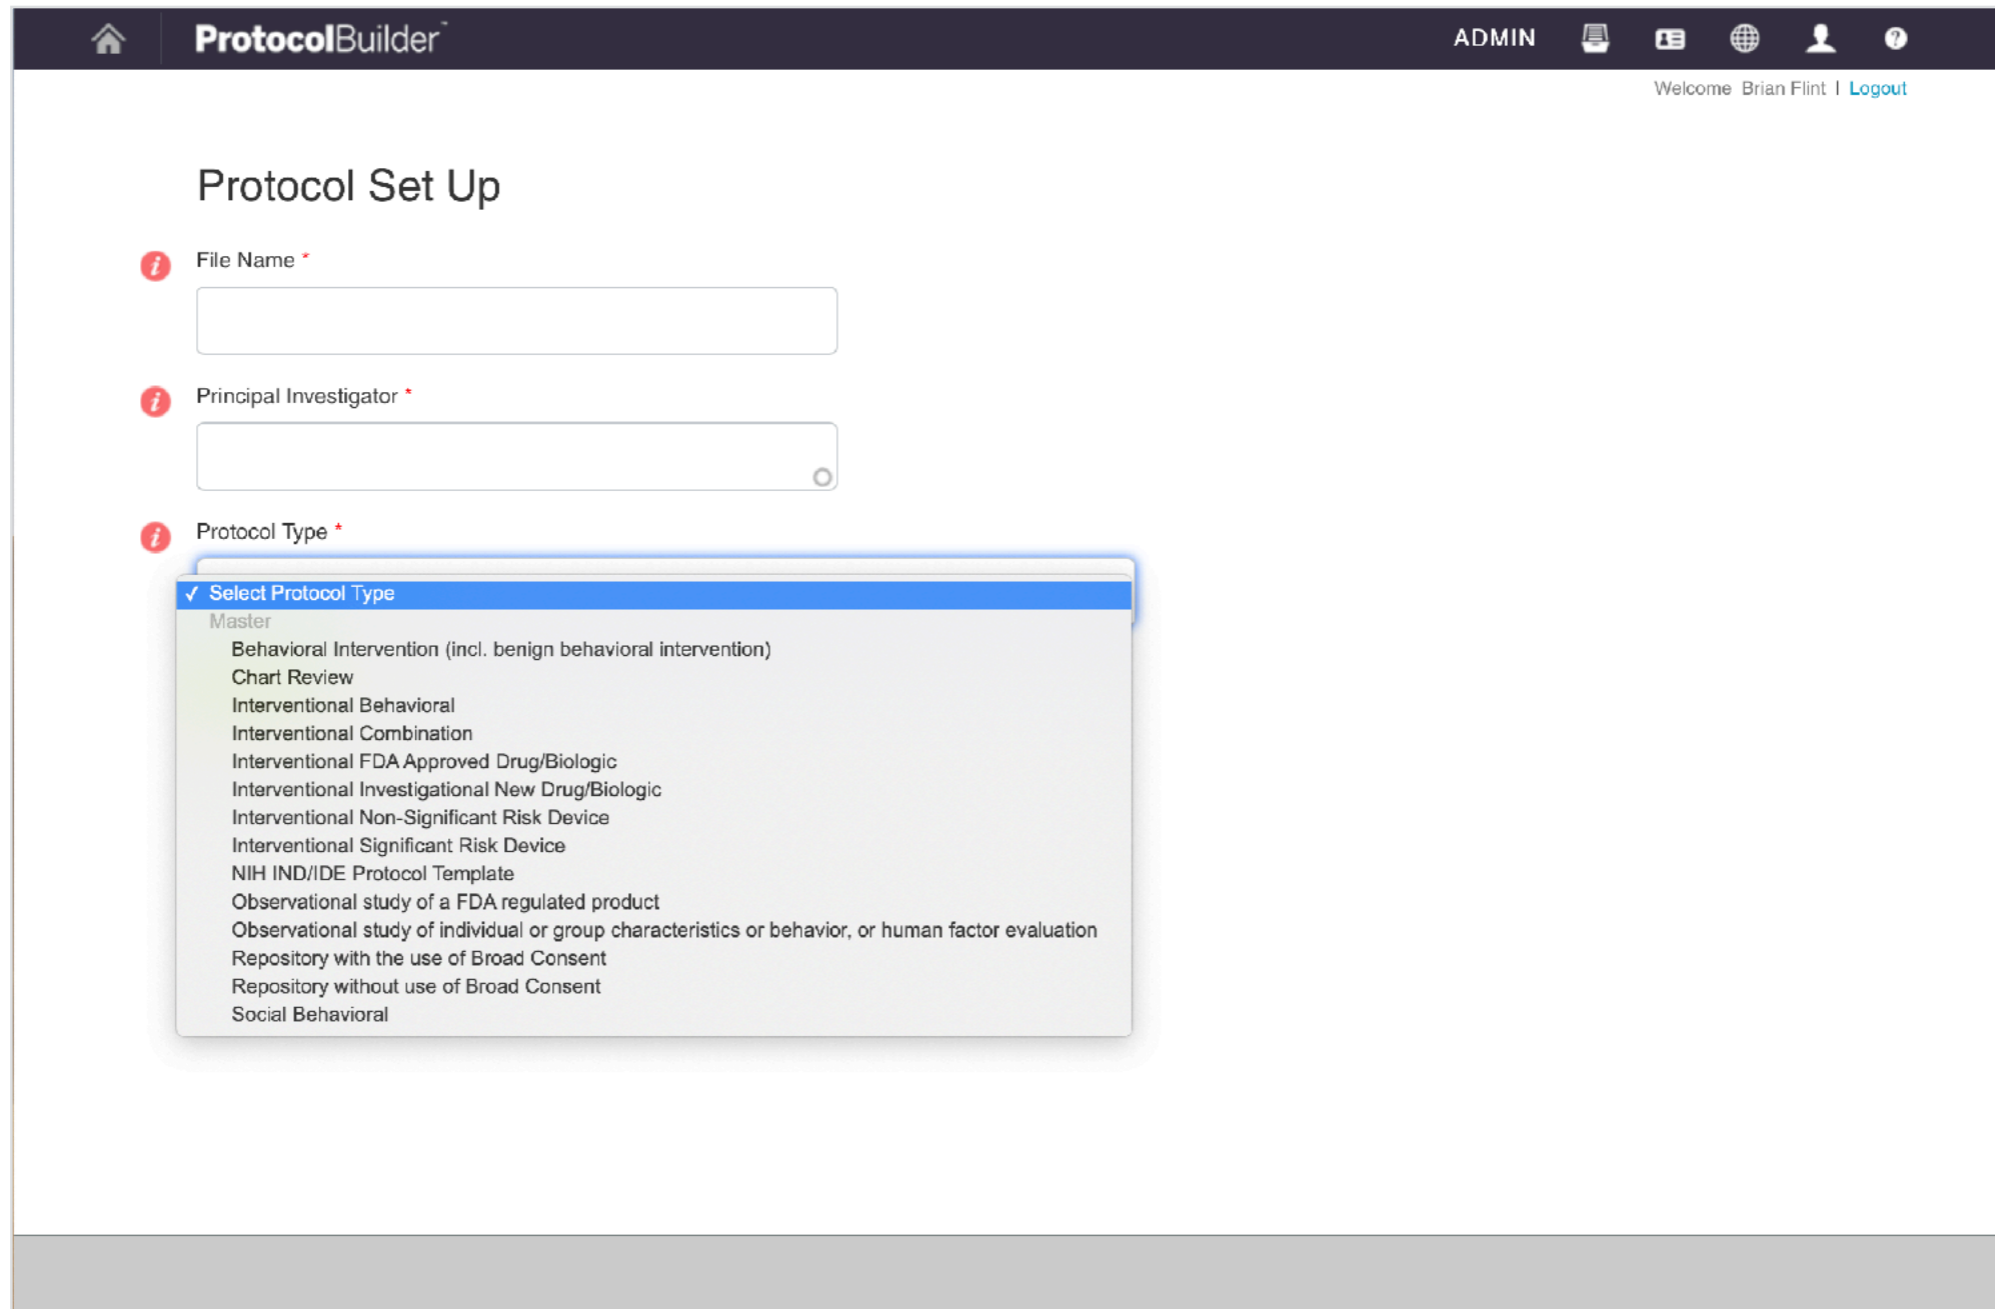 ProtocolBuilder™ ADMIN
Welcome Brian Flint | Logout
Protocol Set Up
File Name *
Principal Investigator *
Protocol Type *
✓ Select Protocol Type
Master
Behavioral Intervention (incl. benign behavioral intervention)
Chart Review
Interventional Behavioral
Interventional Combination
Interventional FDA Approved Drug/Biologic
Interventional Investigational New Drug/Biologic
Interventional Non-Significant Risk Device
Interventional Significant Risk Device
NIH IND/IDE Protocol Template
Observational study of a FDA regulated product
Observational study of individual or group characteristics or behavior, or human factor evaluation
Repository with the use of Broad Consent
Repository without use of Broad Consent
Social Behavioral